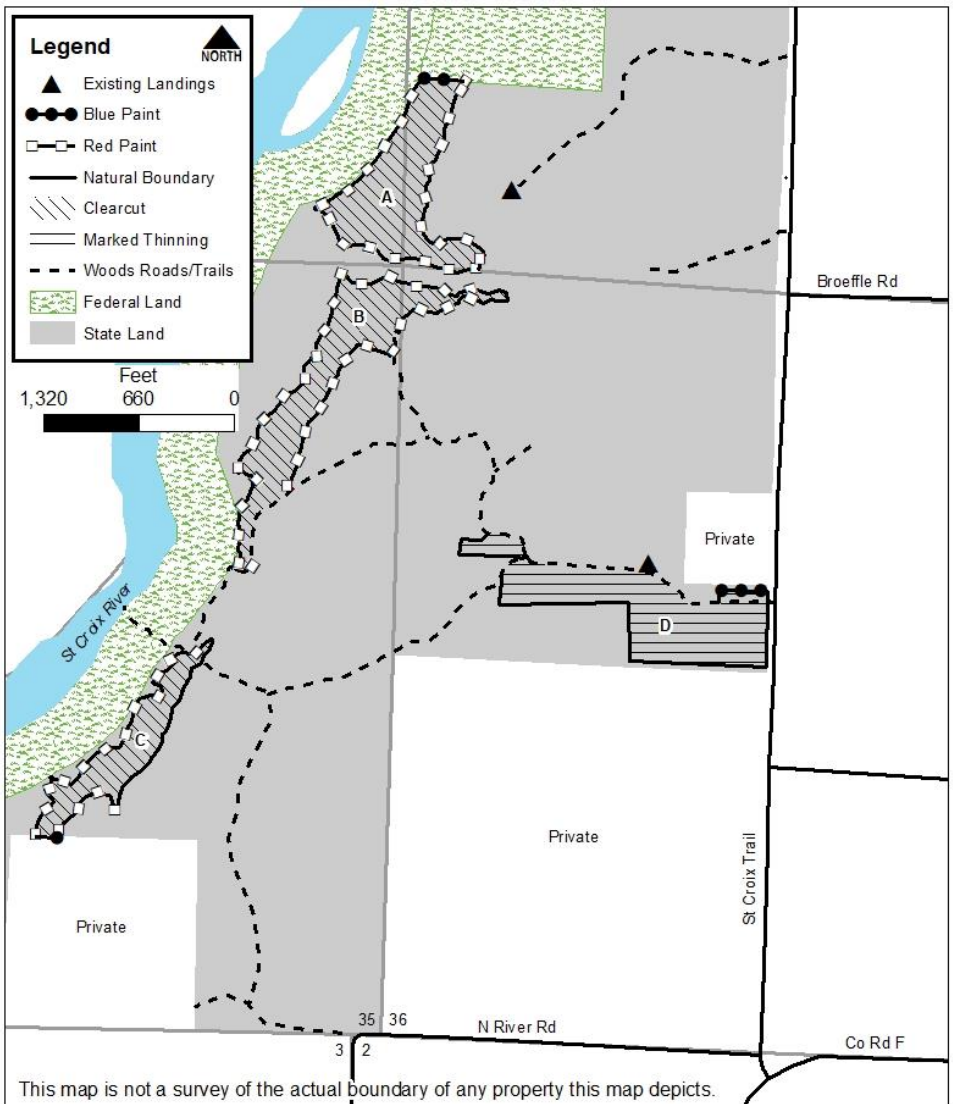 Legend
NORTH
Existing Landings
Blue Paint
Red Paint
Natural Boundary
Clearcut
Marked Thinning
Woods Roads/Trails
Federal Land
State Land
Feet
1,320 660 0
A
B
Broeffle Rd
Private
St Croix River
D
C
Private
St Croix Trail
Private
35 36
N River Rd
3 2
Co Rd F
This map is not a survey of the actual boundary of any property this map depicts.